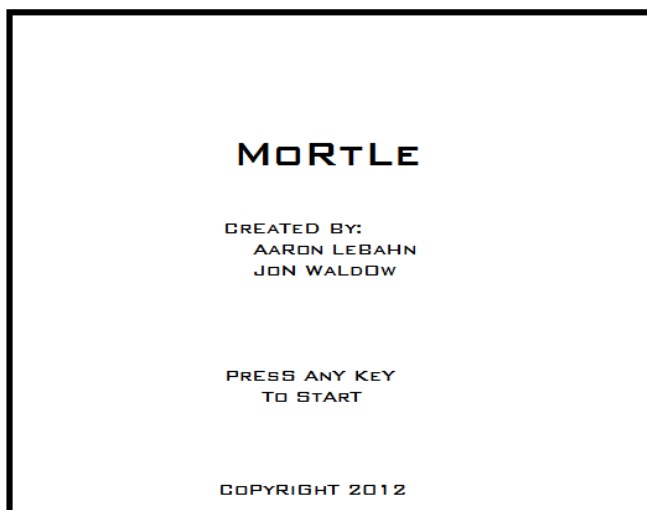 MoRtLe
CrEaTeD By:
AaRon LeBaHn
JoN WaLdOw
PrEsS AnY KeY
To StArT
CoPyRiGhT 2012